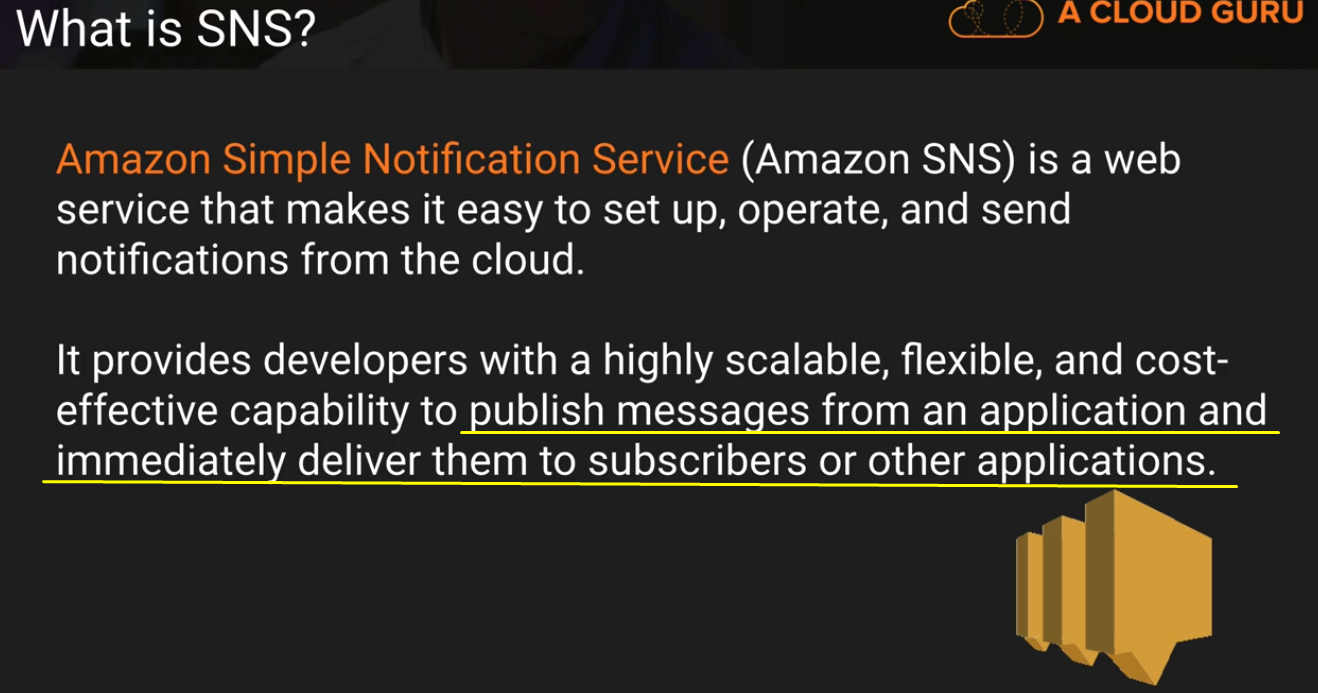 What is SNS?
A CLOUD GURU
Amazon Simple Notification Service (Amazon SNS) is a web
service that makes it easy to set up, operate, and send
notifications from the cloud.
It provides developers with a highly scalable, flexible, and cost-
effective capability to publish messages from an application and
immediately deliver them to subscribers or other applications.